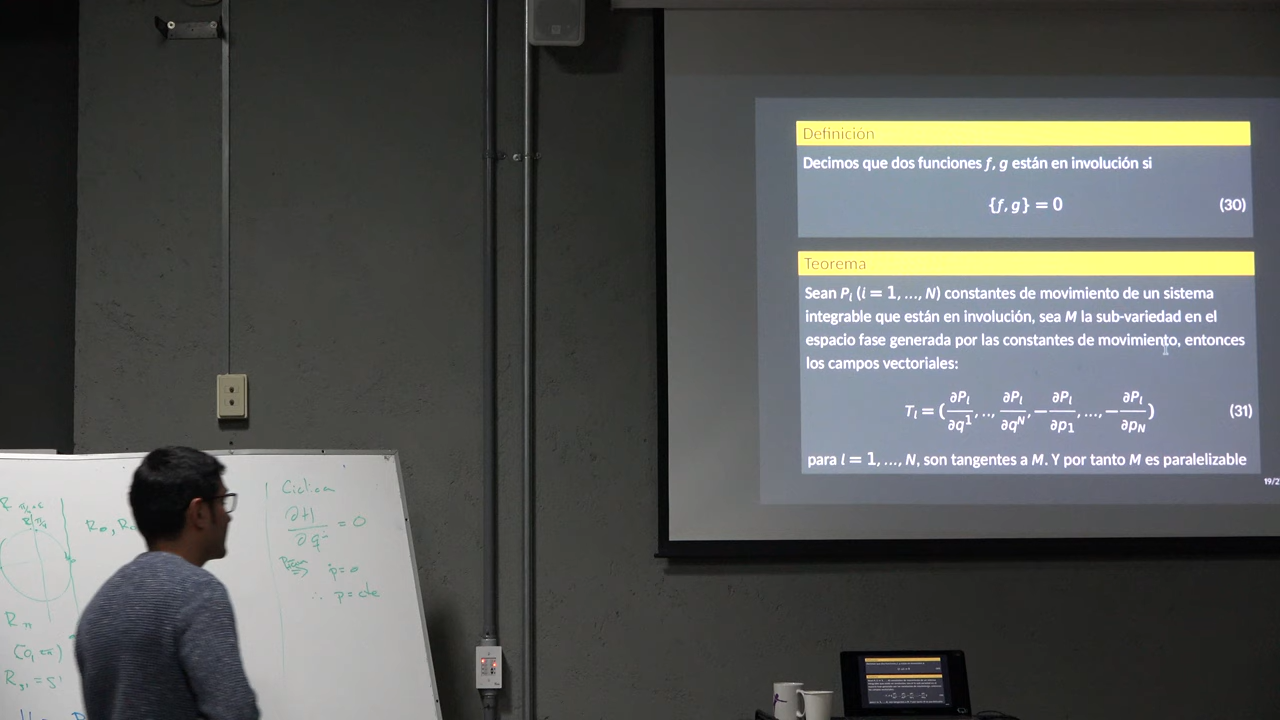 Definición
Decimos que dos funciones f, g están en involución si
{f, g} = 0 (30)
Teorema
Sean P_l (l = 1, ..., N) constantes de movimiento de un sistema
integrable que están en involución, sea M la sub-variedad en el
espacio fase generada por las constantes de movimiento, entonces
los campos vectoriales:
T_l = (∂P_l/∂q^1, .., ∂P_l/∂q^N, −∂P_l/∂p_1, ..., −∂P_l/∂p_N) (31)
para l = 1, ..., N, son tangentes a M. Y por tanto M es paralelizable
19/2
Ciclica
∂H/∂q^i = 0
⇒ ṗ = 0
∴ p = cte